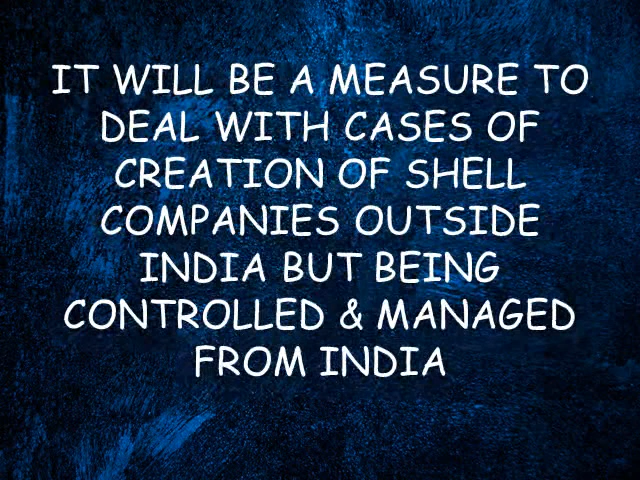 IT WILL BE A MEASURE TO
DEAL WITH CASES OF
CREATION OF SHELL
COMPANIES OUTSIDE
INDIA BUT BEING
CONTROLLED & MANAGED
FROM INDIA